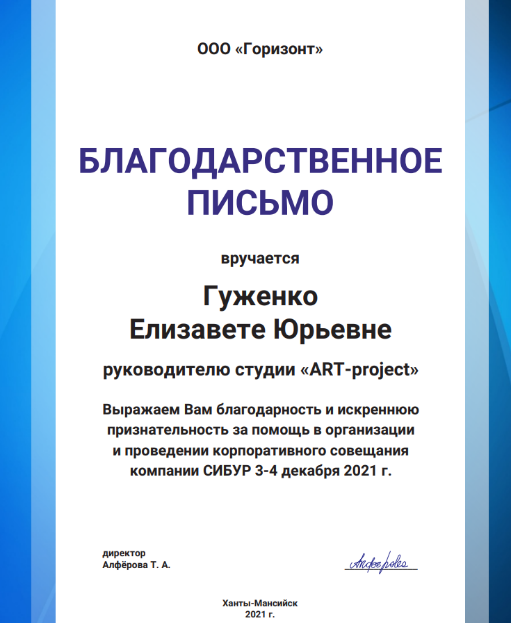 ООО «Горизонт»
БЛАГОДАРСТВЕННОЕ
ПИСЬМО
вручается
Гуженко
Елизавете Юрьевне
руководителю студии «ART-project»
Выражаем Вам благодарность и искреннюю
признательность за помощь в организации
и проведении корпоративного совещания
компании СИБУР 3-4 декабря 2021 г.
директор
Алфёрова Т. А.
Ханты-Мансийск
2021 г.